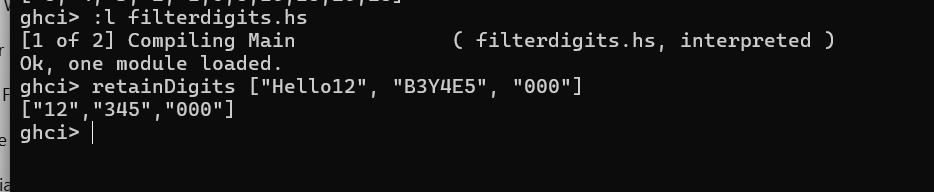 ghci> :l filterdigits.hs
[1 of 2] Compiling Main             ( filterdigits.hs, interpreted )
Ok, one module loaded.
ghci> retainDigits ["Hello12", "B3Y4E5", "000"]
["12","345","000"]
ghci>